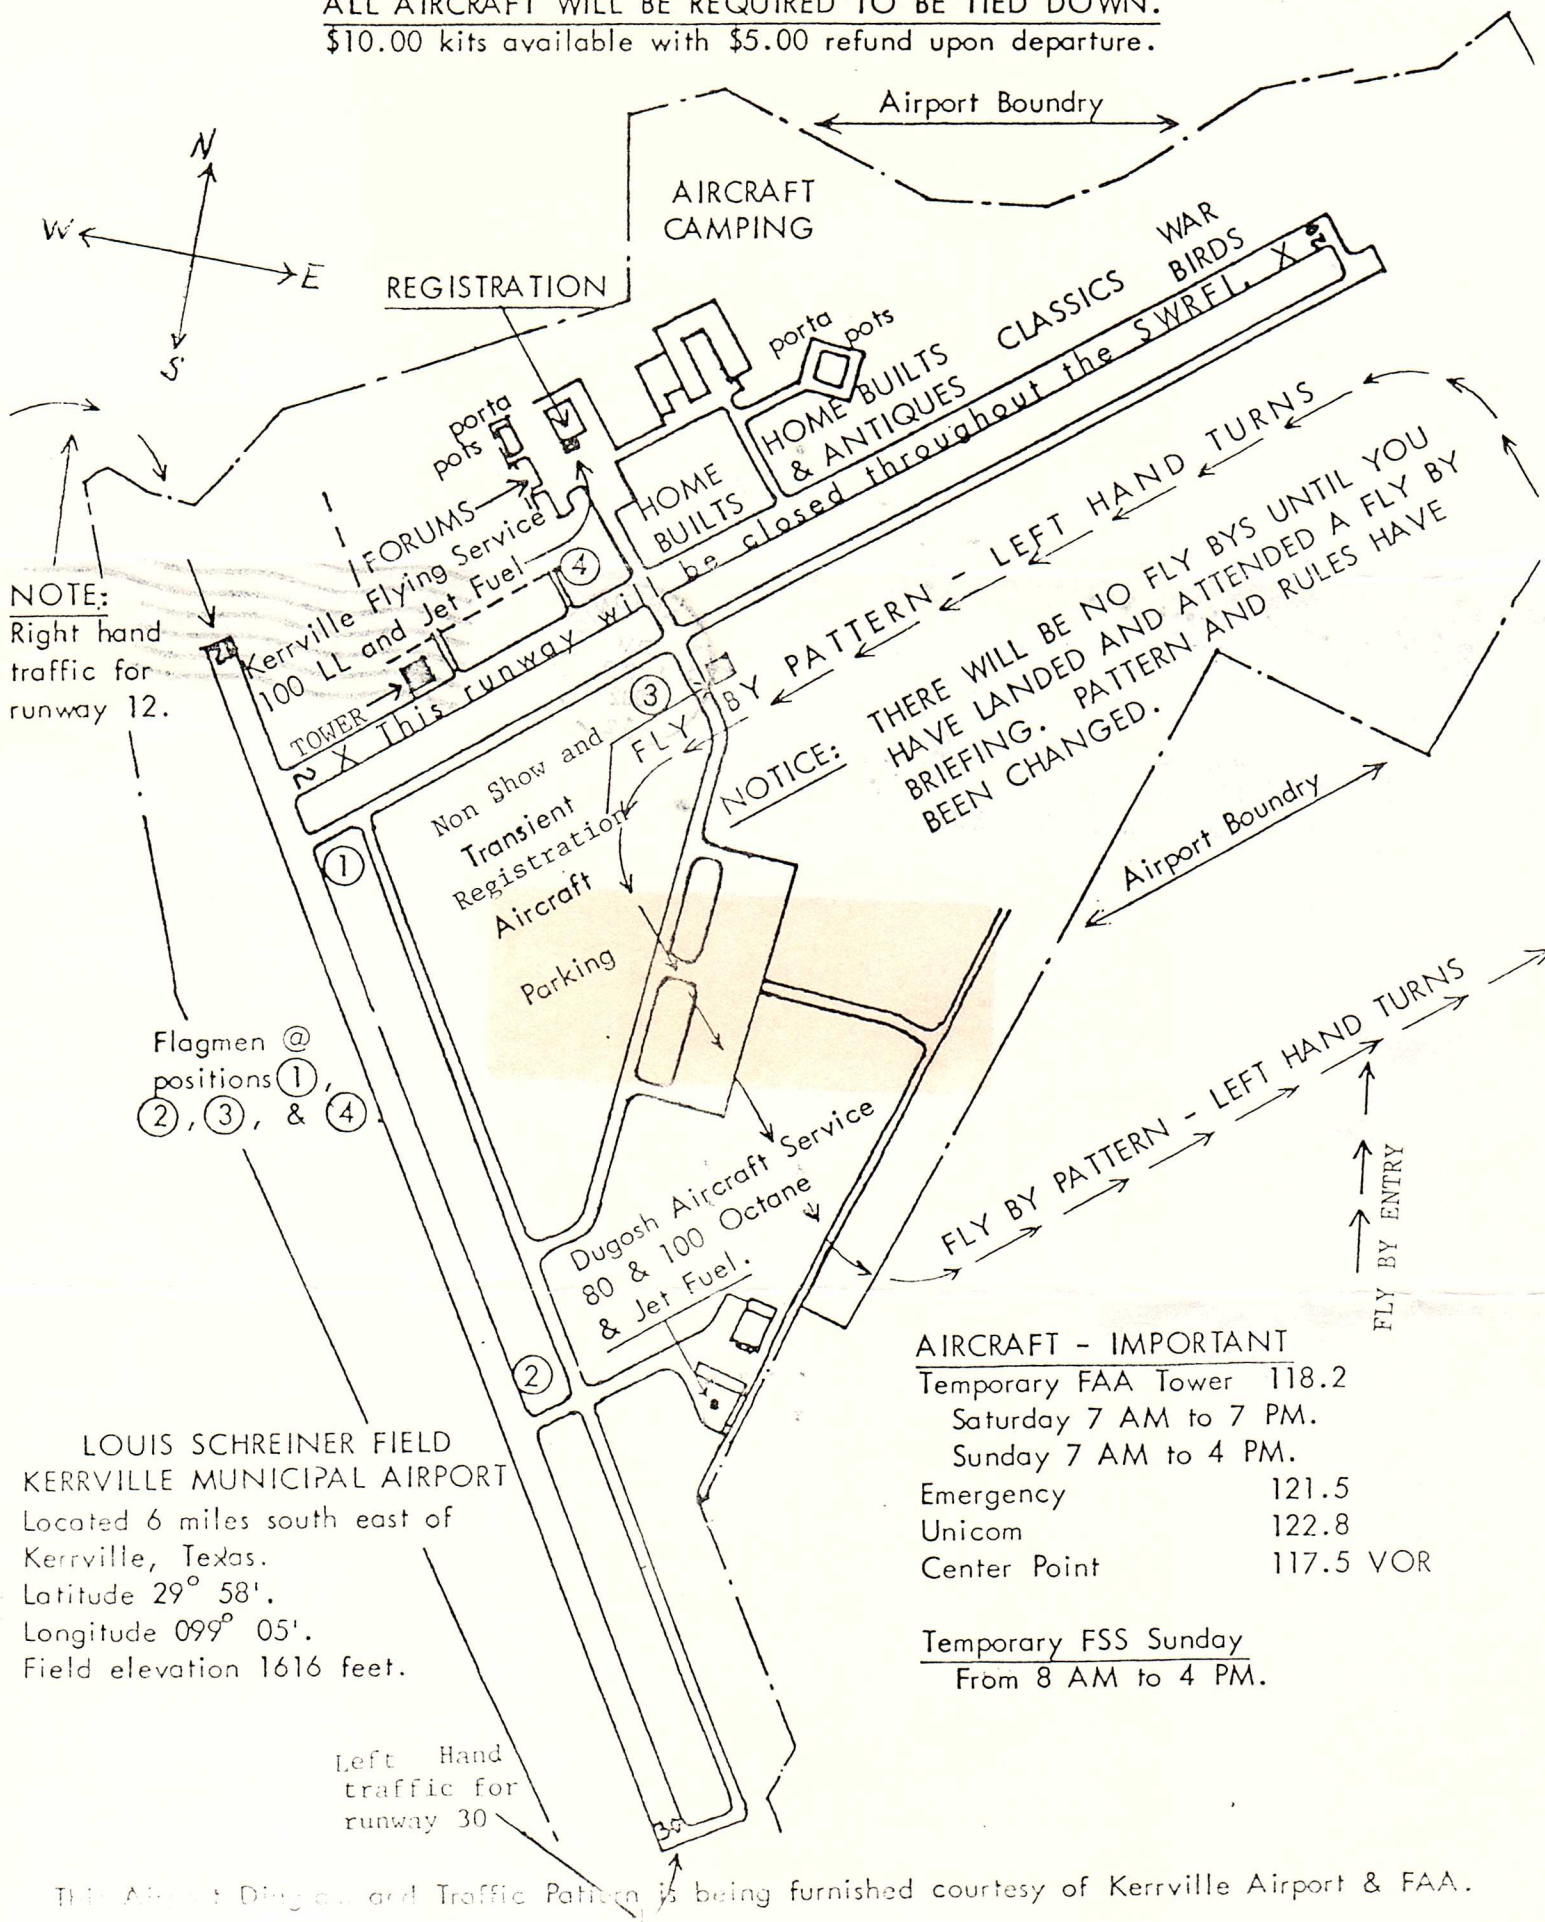 ALL AIRCRAFT WILL BE REQUIRED TO BE TIED DOWN.
$10.00 kits available with $5.00 refund upon departure.
Airport Boundry
N
W
E
S
AIRCRAFT
CAMPING
REGISTRATION
WAR
BIRDS
CLASSICS
porta
pots
HOME BUILTS
& ANTIQUES
porta
pots
HOME
BUILTS
FORUMS
Kerrville Flying Service
100 LL and Jet Fuel
4
TOWER
2 X This runway wil be closed throughout the SWRFI. X 20
NOTE:
Right hand
traffic for
runway 12.
FLY BY PATTERN - LEFT HAND TURNS
NOTICE: THERE WILL BE NO FLY BYS UNTIL YOU
HAVE LANDED AND ATTENDED A FLY BY
BRIEFING. PATTERN AND RULES HAVE
BEEN CHANGED.
3
Non Show and
Transient
Registration
Aircraft
Parking
1
Airport Boundry
Flagmen @
positions 1,
2, 3, & 4.
FLY BY PATTERN - LEFT HAND TURNS
FLY BY ENTRY
Dugosh Aircraft Service
80 & 100 Octane
& Jet Fuel.
2
AIRCRAFT - IMPORTANT
Temporary FAA Tower 118.2
Saturday 7 AM to 7 PM.
Sunday 7 AM to 4 PM.
Emergency 121.5
Unicom 122.8
Center Point 117.5 VOR
Temporary FSS Sunday
From 8 AM to 4 PM.
LOUIS SCHREINER FIELD
KERRVILLE MUNICIPAL AIRPORT
Located 6 miles south east of
Kerrville, Texas.
Latitude 29° 58'.
Longitude 099° 05'.
Field elevation 1616 feet.
Left Hand
traffic for
runway 30
30
This Airport Diagram and Traffic Pattern is being furnished courtesy of Kerrville Airport & FAA.